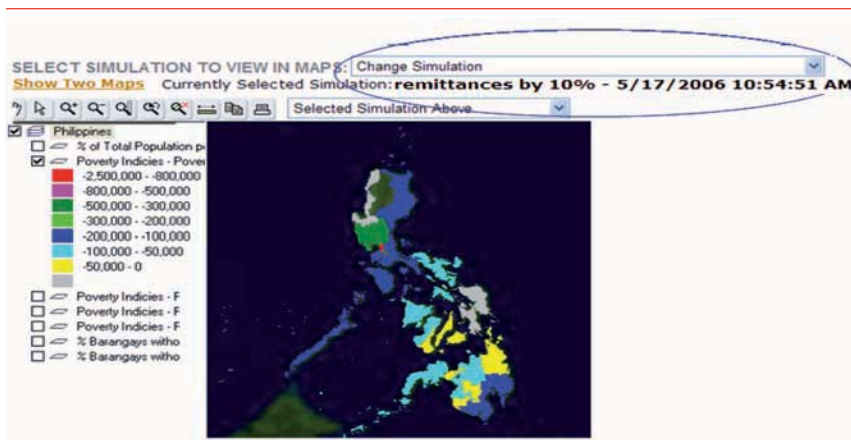 SELECT SIMULATION TO VIEW IN MAPS: Change Simulation
Show Two Maps Currently Selected Simulation: remittances by 10% - 5/17/2006 10:54:51 AM
Selected Simulation Above
Philippines
% of Total Population p
Poverty Indicies - Pover
-2,500,000 - -800,000
-800,000 - -500,000
-500,000 - -300,000
-300,000 - -200,000
-200,000 - -100,000
-100,000 - -50,000
-50,000 - 0
Poverty Indicies - F
Poverty Indicies - F
Poverty Indicies - F
% Barangays witho
% Barangays witho